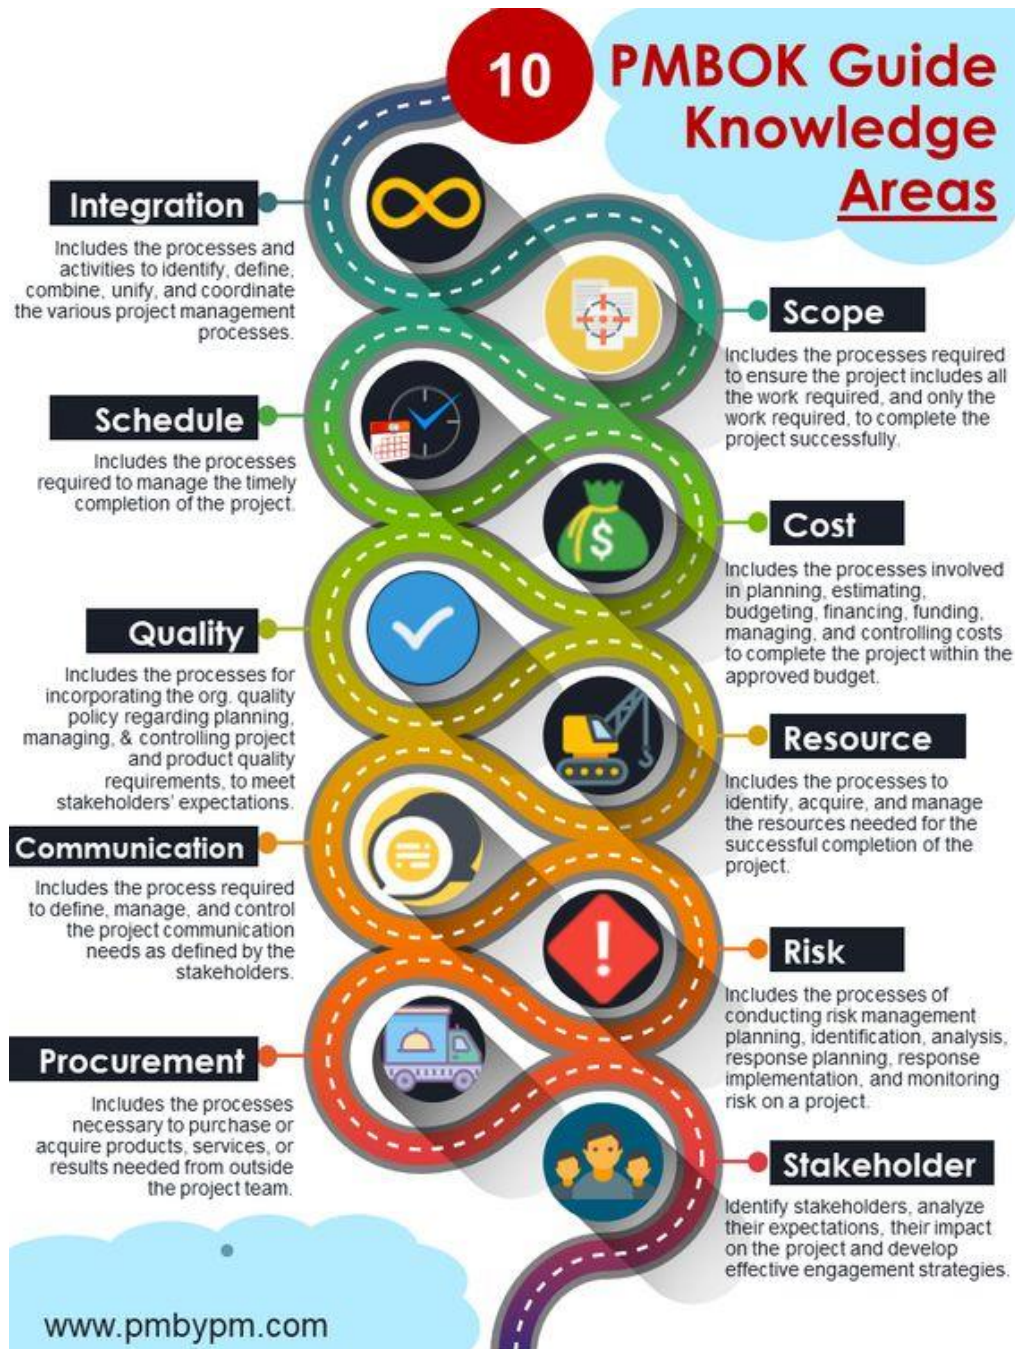 10
PMBOK Guide
Knowledge
Areas
Integration
Includes the processes and
activities to identify, define,
combine, unify, and coordinate
the various project management
processes.
Scope
Includes the processes required
to ensure the project includes all
the work required, and only the
work required, to complete the
project successfully.
Schedule
Includes the processes
required to manage the timely
completion of the project.
Cost
Includes the processes involved
in planning, estimating,
budgeting, financing, funding,
managing, and controlling costs
to complete the project within the
approved budget.
Quality
Includes the processes for
incorporating the org. quality
policy regarding planning,
managing, & controlling project
and product quality
requirements, to meet
stakeholders' expectations.
Resource
Includes the processes to
identify, acquire, and manage
the resources needed for the
successful completion of the
project.
Communication
Includes the process required
to define, manage, and control
the project communication
needs as defined by the
stakeholders.
Risk
Includes the processes of
conducting risk management
planning, identification, analysis,
response planning, response
implementation, and monitoring
risk on a project.
Procurement
Includes the processes
necessary to purchase or
acquire products, services, or
results needed from outside
the project team.
Stakeholder
Identify stakeholders, analyze
their expectations, their impact
on the project and develop
effective engagement strategies.
www.pmbypm.com